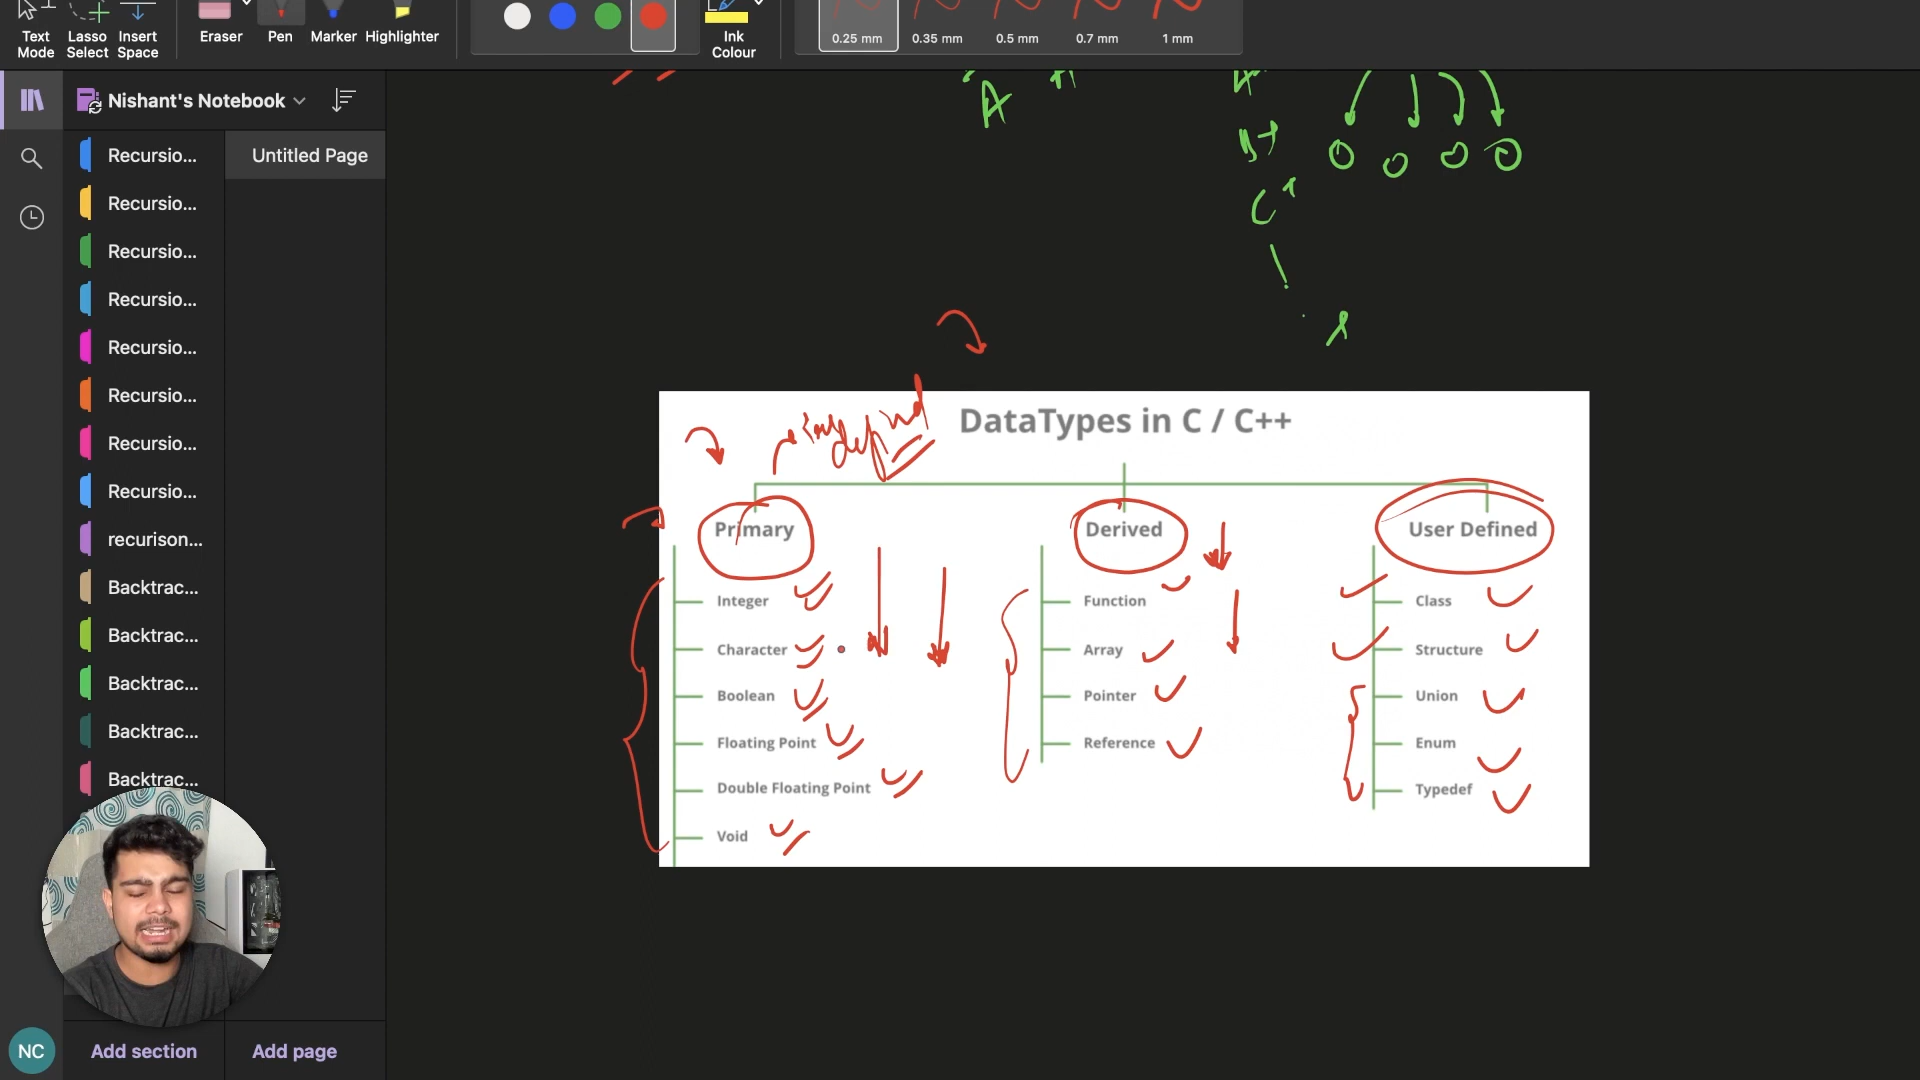 Text Mode
Lasso Select
Insert Space
Eraser
Pen
Marker
Highlighter
Ink Colour
0.25 mm
0.35 mm
0.5 mm
0.7 mm
1 mm
Nishant's Notebook
Recursio...
Recursio...
Recursio...
Recursio...
Recursio...
Recursio...
Recursio...
Recursio...
recurison...
Backtrac...
Backtrac...
Backtrac...
Backtrac...
Backtrac...
Untitled Page
A
DataTypes in C / C++
Primary
Integer
Character
Boolean
Floating Point
Double Floating Point
Void
Derived
Function
Array
Pointer
Reference
User Defined
Class
Structure
Union
Enum
Typedef
NC
Add section
Add page